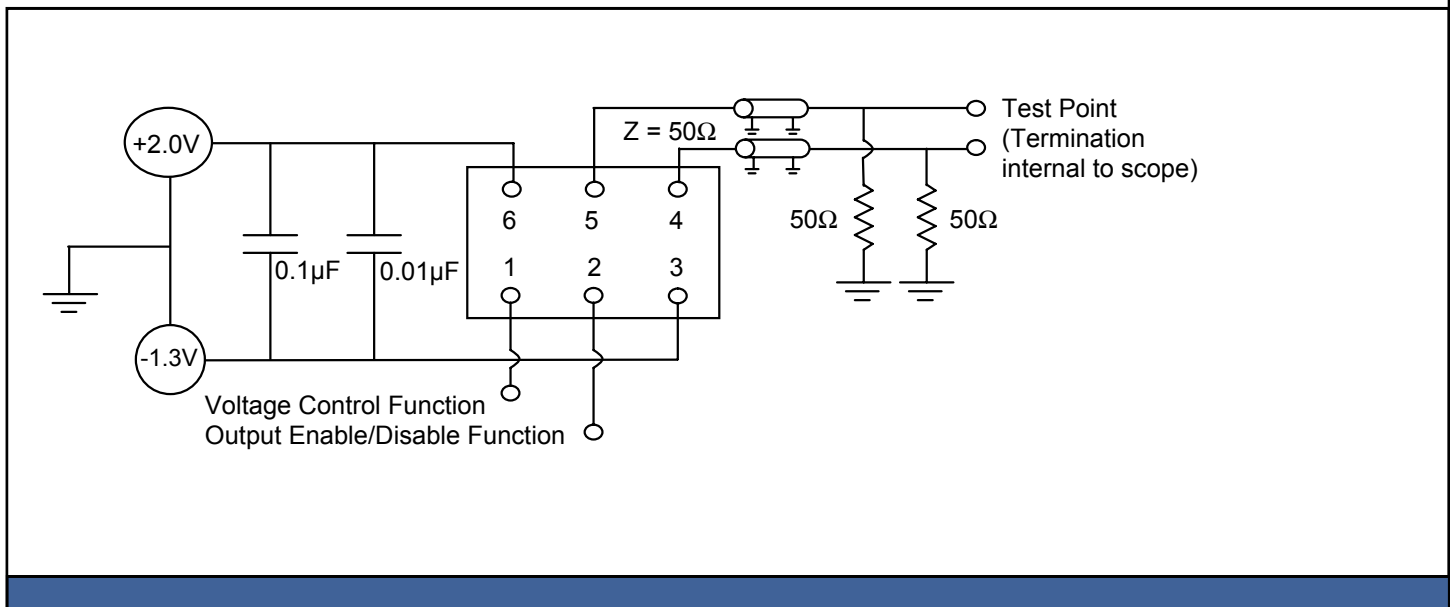 Test Point
(Termination
internal to scope)
+2.0V
Z = 50Ω
6 5 4
50Ω 50Ω
0.1µF 0.01µF
1 2 3
-1.3V
Voltage Control Function
Output Enable/Disable Function